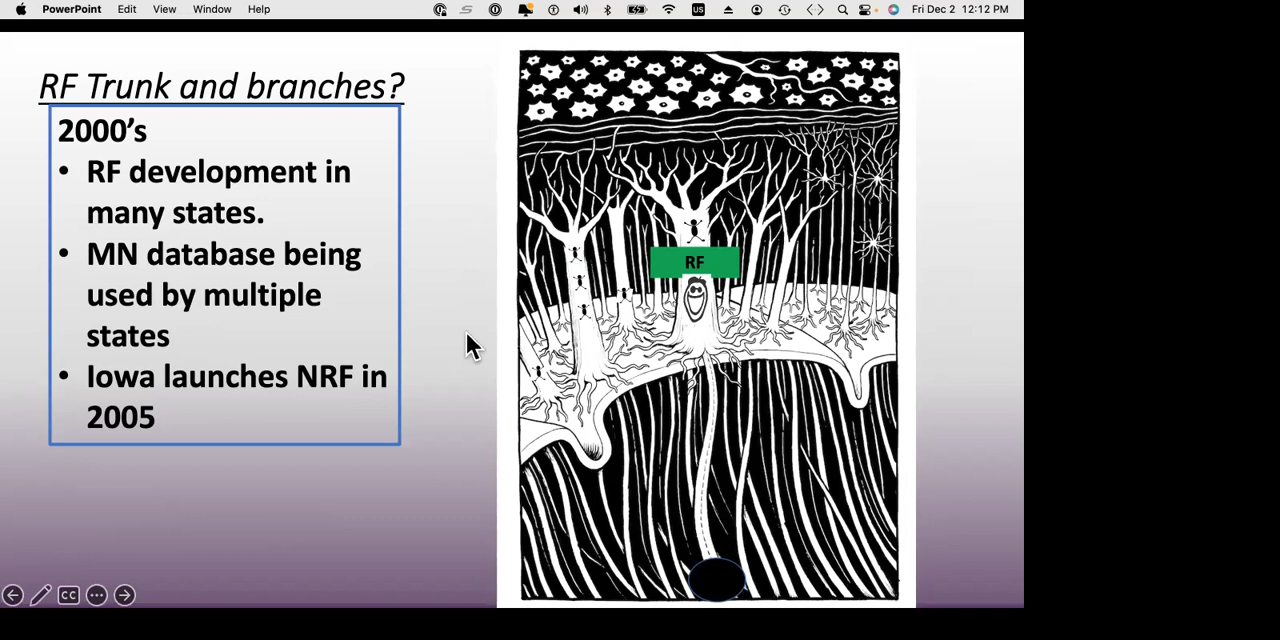 PowerPoint Edit View Window Help US Fri Dec 2 12:12 PM
RF Trunk and branches?
2000’s
• RF development in
many states.
• MN database being
used by multiple
states
• Iowa launches NRF in
2005
RF
CC